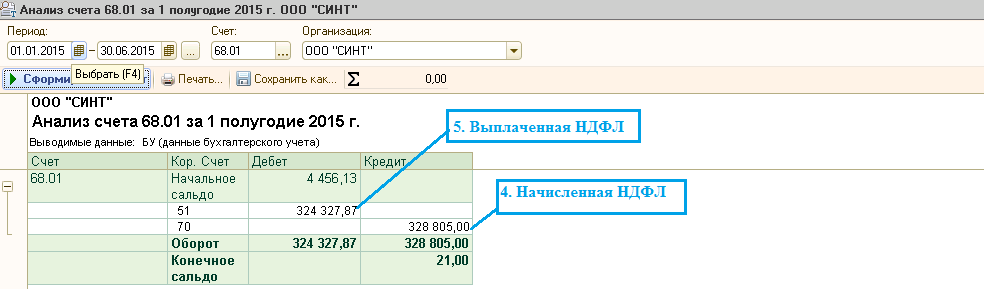 Анализ счета 68.01 за 1 полугодие 2015 г. ООО "СИНТ"
Период: Счет: Организация:
01.01.2015 – 30.06.2015 ... 68.01 ... ООО "СИНТ"
Выбрать (F4)
Сформи Печать... Сохранить как... Σ 0,00
ООО "СИНТ"
Анализ счета 68.01 за 1 полугодие 2015 г.
5. Выплаченная НДФЛ
Выводимые данные: БУ (данные бухгалтерского учета)
Счет Кор. Счет Дебет Кредит
68.01 Начальное сальдо 4 456,13
4. Начисленная НДФЛ
51 324 327,87
70 328 805,00
Оборот 324 327,87 328 805,00
Конечное сальдо 21,00